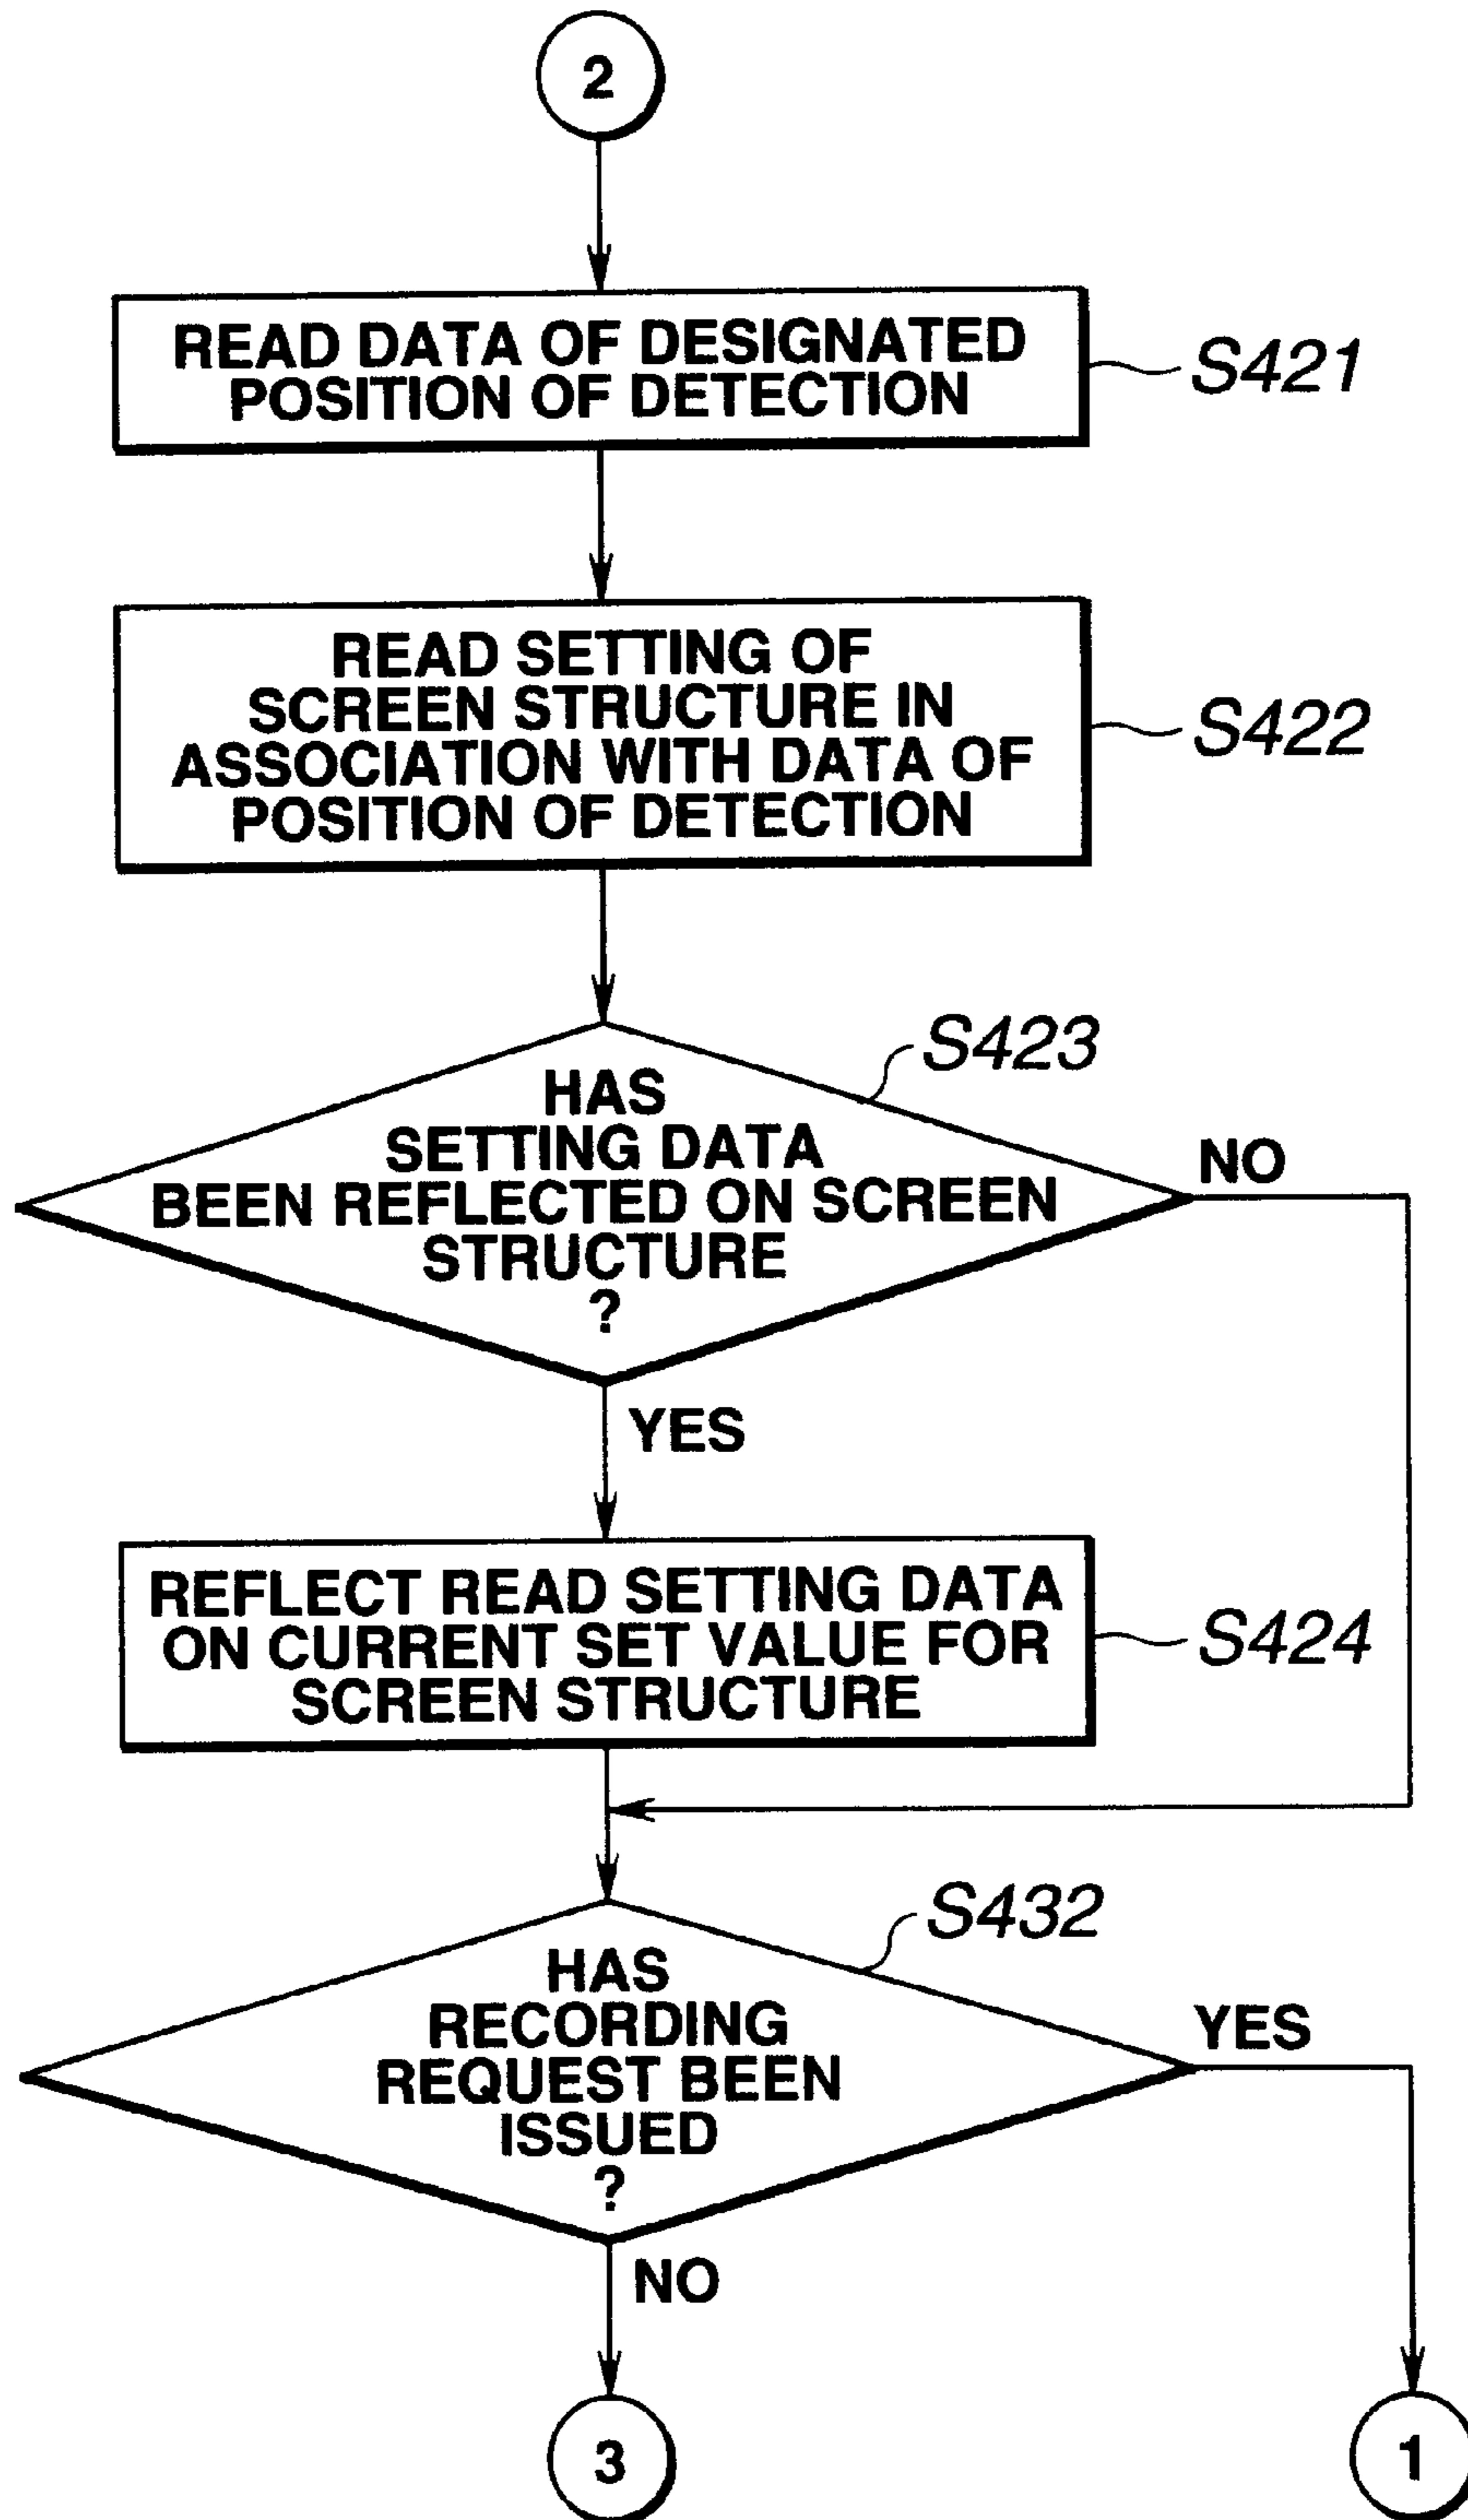 2
READ DATA OF DESIGNATED
POSITION OF DETECTION
S421
READ SETTING OF
SCREEN STRUCTURE IN
ASSOCIATION WITH DATA OF
POSITION OF DETECTION
S422
S423
HAS
SETTING DATA
BEEN REFLECTED ON SCREEN
STRUCTURE
?
NO
YES
REFLECT READ SETTING DATA
ON CURRENT SET VALUE FOR
SCREEN STRUCTURE
S424
S432
HAS
RECORDING
REQUEST BEEN
ISSUED
?
YES
NO
3
1